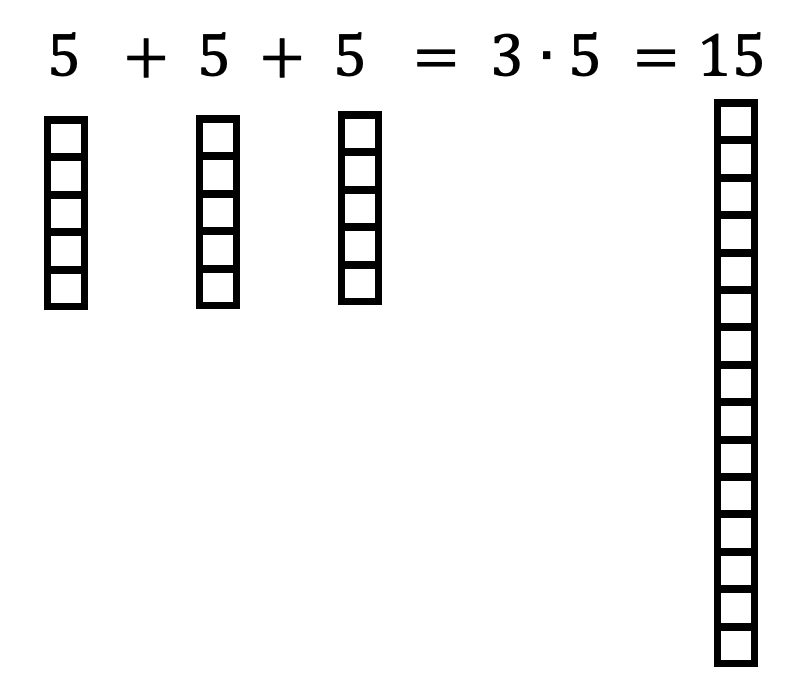 5 + 5 + 5 = 3 · 5 = 15